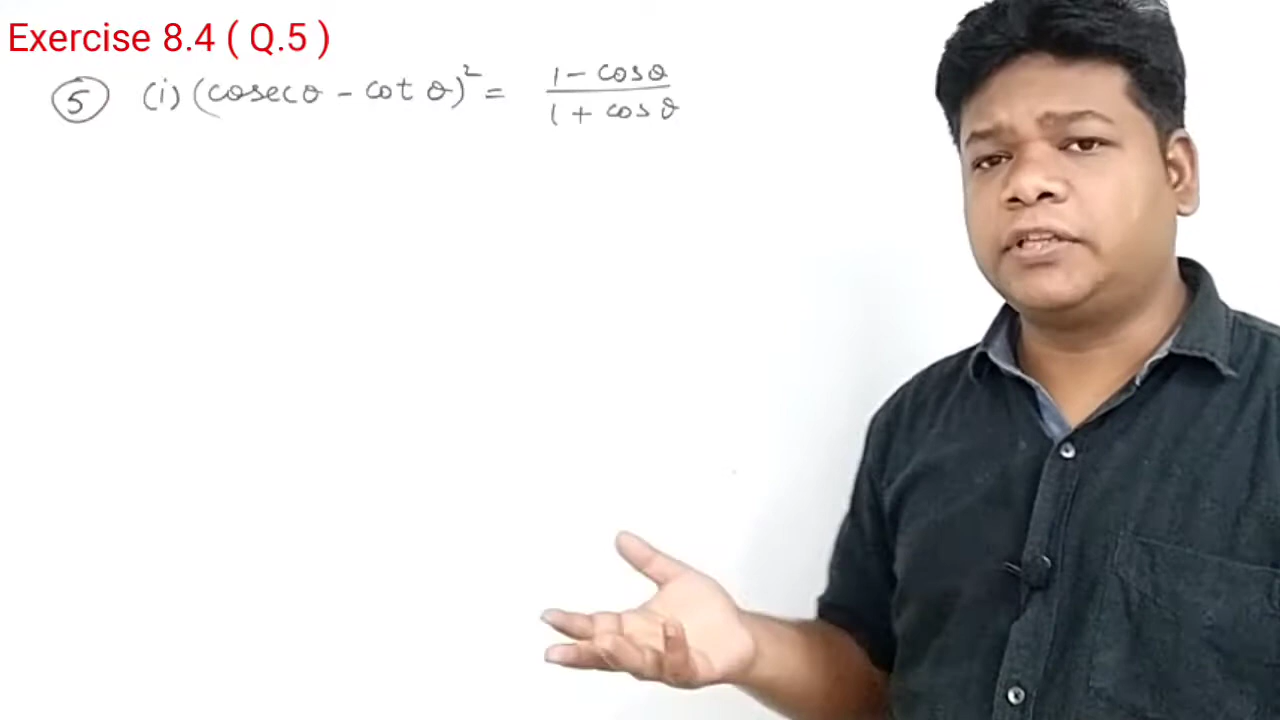 Exercise 8.4 ( Q.5 )
5 (i) (cosecθ - cot θ)² = 1 - cosθ / 1 + cosθ